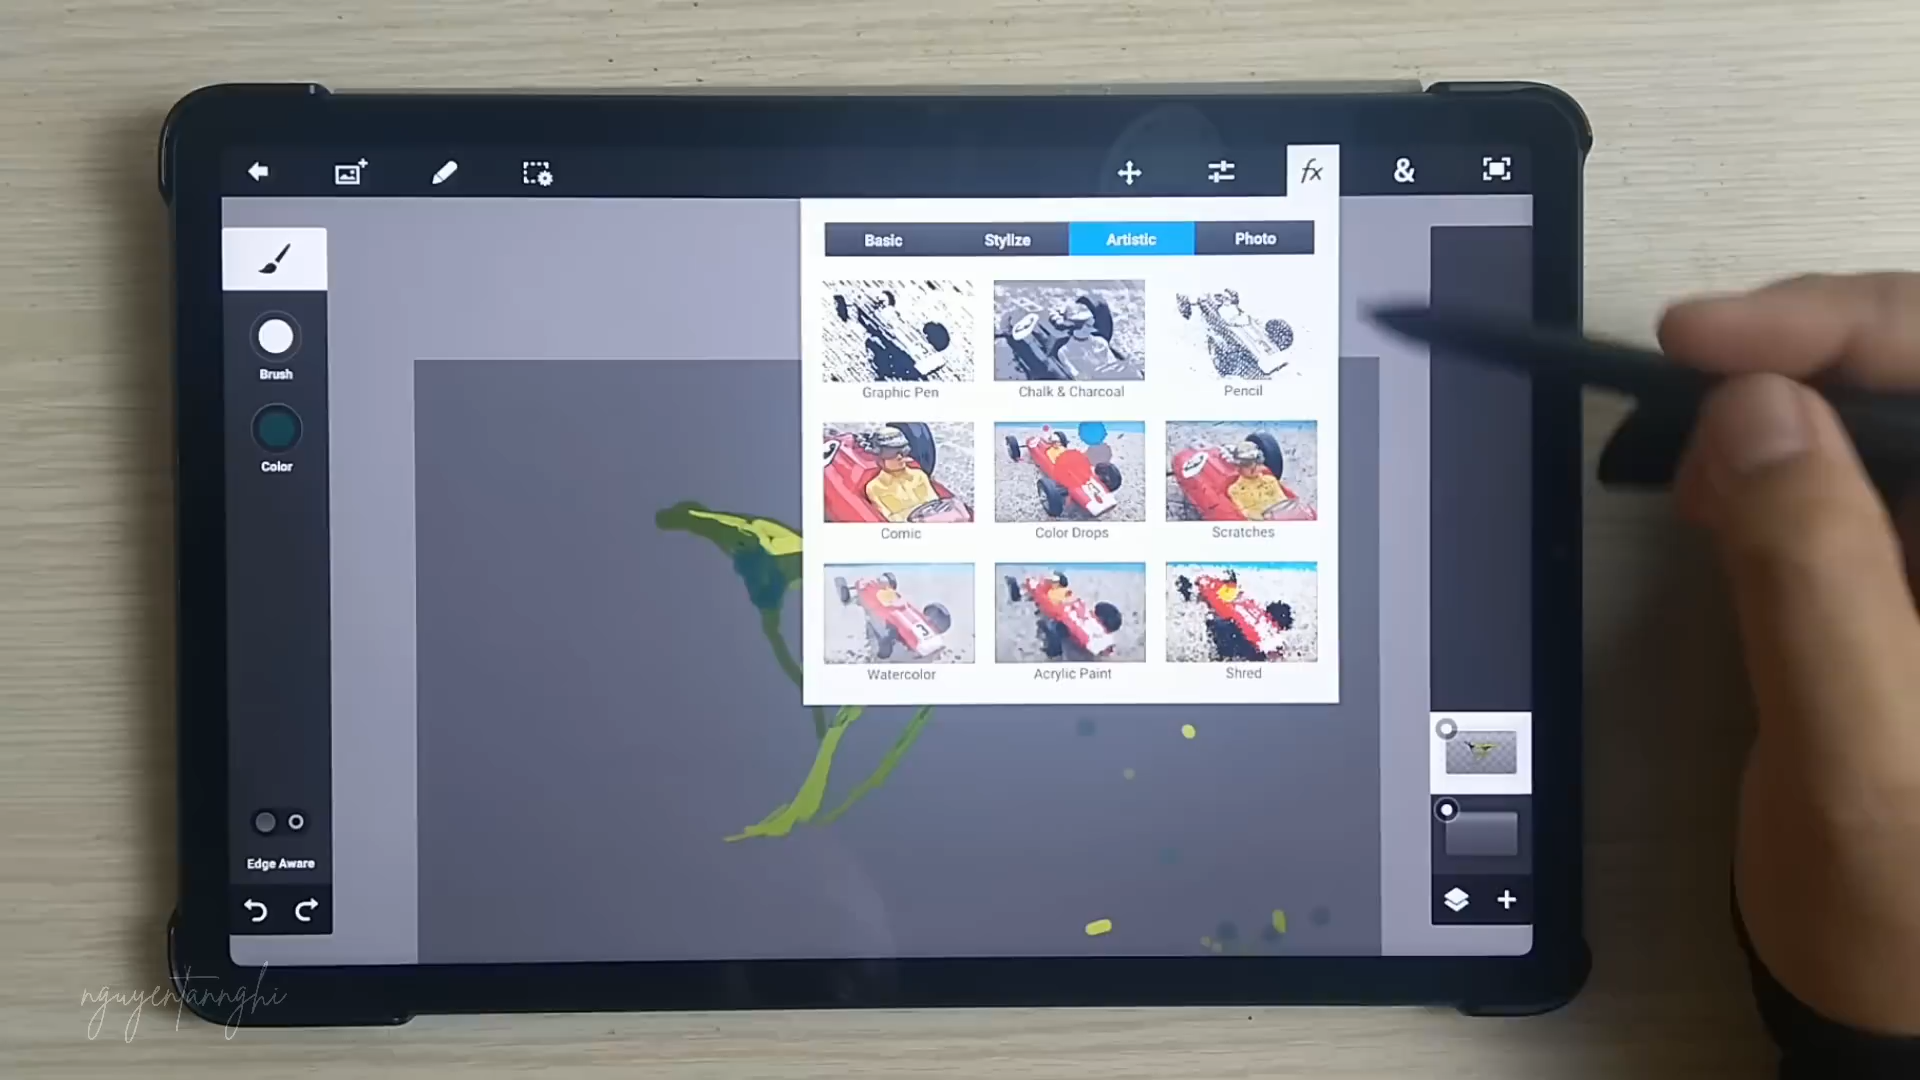 fx
&
Basic
Stylize
Artistic
Photo
Graphic Pen
Chalk & Charcoal
Pencil
Brush
Color
Comic
Color Drops
Scratches
Watercolor
Acrylic Paint
Shred
Edge Aware
nguyentannghi